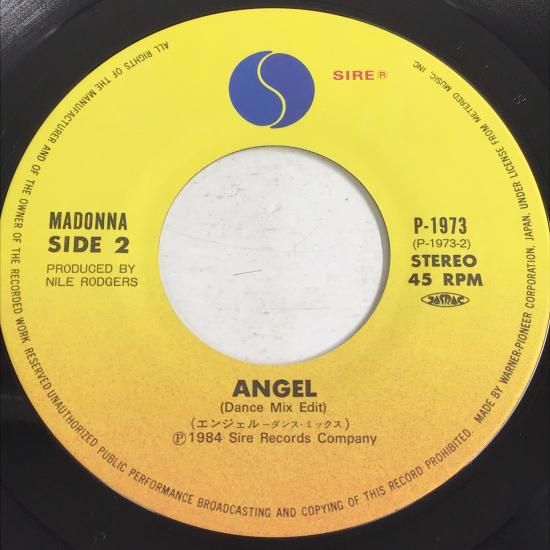 SIRE®
MADONNA
SIDE 2
PRODUCED BY
NILE RODGERS
P-1973
(P-1973-2)
STEREO
45 RPM
JASRAC
ANGEL
(Dance Mix Edit)
(エンジェル－ダンス・ミックス)
Ⓟ1984 Sire Records Company
ALL RIGHTS OF THE MANUFACTURER AND OF THE OWNER OF THE RECORDED WORK RESERVED UNAUTHORIZED PUBLIC PERFORMANCE BROADCASTING AND COPYING OF THIS RECORD PROHIBITED. MADE BY WARNER-PIONEER CORPORATION, JAPAN. UNDER LICENSE FROM METERED MUSIC, INC.